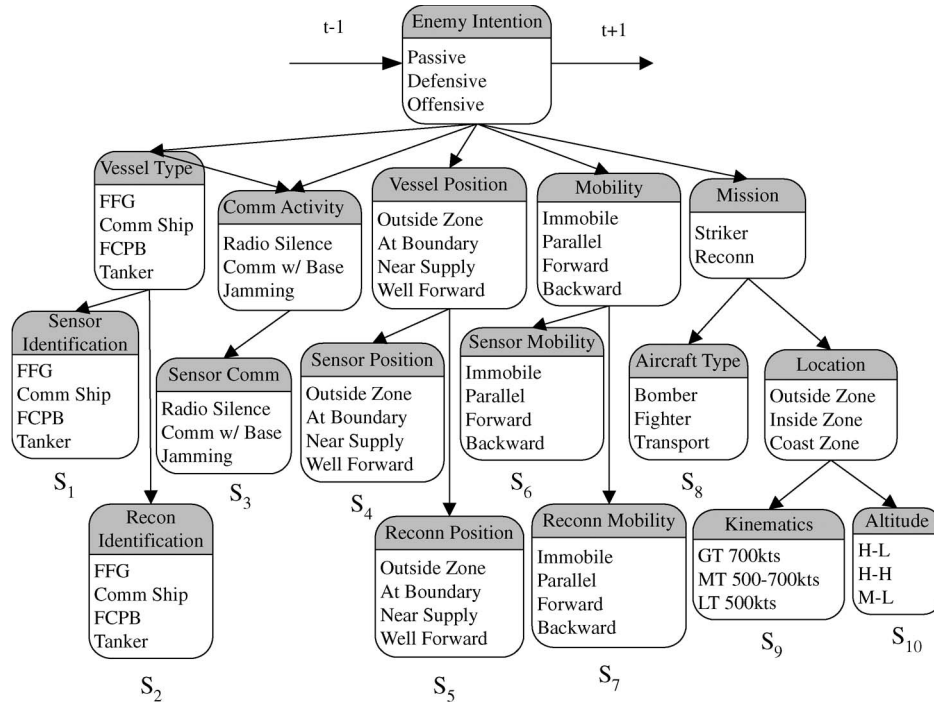 t-1
Enemy Intention
t+1
Passive
Defensive
Offensive
Vessel Type
FFG
Comm Ship
FCPB
Tanker
Comm Activity
Radio Silence
Comm w/ Base
Jamming
Vessel Position
Outside Zone
At Boundary
Near Supply
Well Forward
Mobility
Immobile
Parallel
Forward
Backward
Mission
Striker
Reconn
Sensor
Identification
FFG
Comm Ship
FCPB
Tanker
S1
Sensor Comm
Radio Silence
Comm w/ Base
Jamming
S3
Sensor Position
Outside Zone
At Boundary
Near Supply
Well Forward
S4
Sensor Mobility
Immobile
Parallel
Forward
Backward
S6
Aircraft Type
Bomber
Fighter
Transport
S8
Location
Outside Zone
Inside Zone
Coast Zone
Recon
Identification
FFG
Comm Ship
FCPB
Tanker
S2
Reconn Position
Outside Zone
At Boundary
Near Supply
Well Forward
S5
Reconn Mobility
Immobile
Parallel
Forward
Backward
S7
Kinematics
GT 700kts
MT 500-700kts
LT 500kts
S9
Altitude
H-L
H-H
M-L
S10